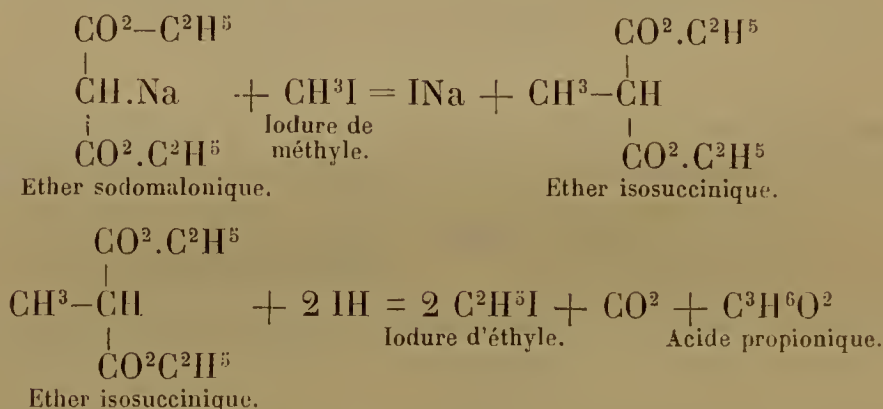 CO²–C²H⁵
CH.Na + CH³I = INa + CH³–CH
CO².C²H⁵
CO².C²H⁵
Iodure de
méthyle.
CO².C²H⁵
Ether sodomalonique.
Ether isosuccinique.
CO².C²H⁵
CH³–CH + 2 IH = 2 C²H⁵I + CO² + C³H⁶O²
Iodure d'éthyle.
Acide propionique.
CO²C²H⁵
Ether isosuccinique.